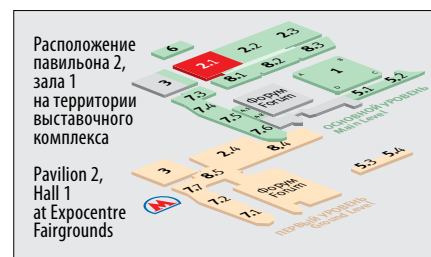 Расположение
павильона 2,
зала 1
на территории
выставочного
комплекса
Pavilion 2,
Hall 1
at Expocentre
Fairgrounds
6
2.1
2.2
2.3
3
8.1
8.2
8.3
1
A
B
C
D
5.1
5.2
7.3
7.4
7.5
7.6
Форум
Forum
ОСНОВНОЙ УРОВЕНЬ
Main Level
3
2.4
8.4
8.5
7.7
7.2
7.1
Форум
Forum
5.3
5.4
ПЕРВЫЙ УРОВЕНЬ
Ground Level
М